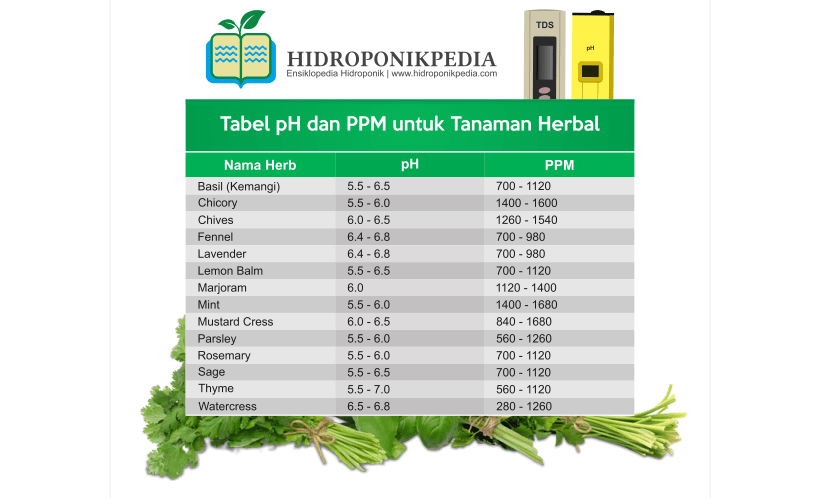 HIDROPONIKPEDIA
Ensiklopedia Hidroponik | www.hidroponikpedia.com
TDS
pH
Tabel pH dan PPM untuk Tanaman Herbal
Nama Herb pH PPM
Basil (Kemangi) 5.5 - 6.5 700 - 1120
Chicory 5.5 - 6.0 1400 - 1600
Chives 6.0 - 6.5 1260 - 1540
Fennel 6.4 - 6.8 700 - 980
Lavender 6.4 - 6.8 700 - 980
Lemon Balm 5.5 - 6.5 700 - 1120
Marjoram 6.0 1120 - 1400
Mint 5.5 - 6.0 1400 - 1680
Mustard Cress 6.0 - 6.5 840 - 1680
Parsley 5.5 - 6.0 560 - 1260
Rosemary 5.5 - 6.0 700 - 1120
Sage 5.5 - 6.5 700 - 1120
Thyme 5.5 - 7.0 560 - 1120
Watercress 6.5 - 6.8 280 - 1260